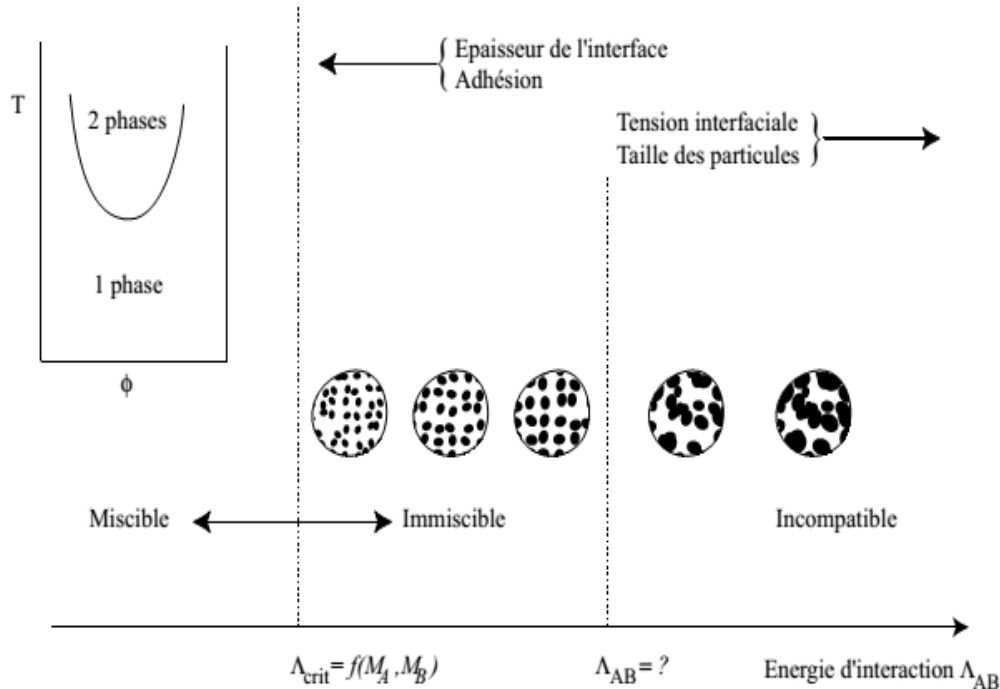 T
2 phases
1 phase
ϕ
Epaisseur de l'interface
Adhésion
Tension interfaciale
Taille des particules
Miscible
Immiscible
Incompatible
Λcrit = f(MA ,MB)
ΛAB = ?
Energie d'interaction ΛAB